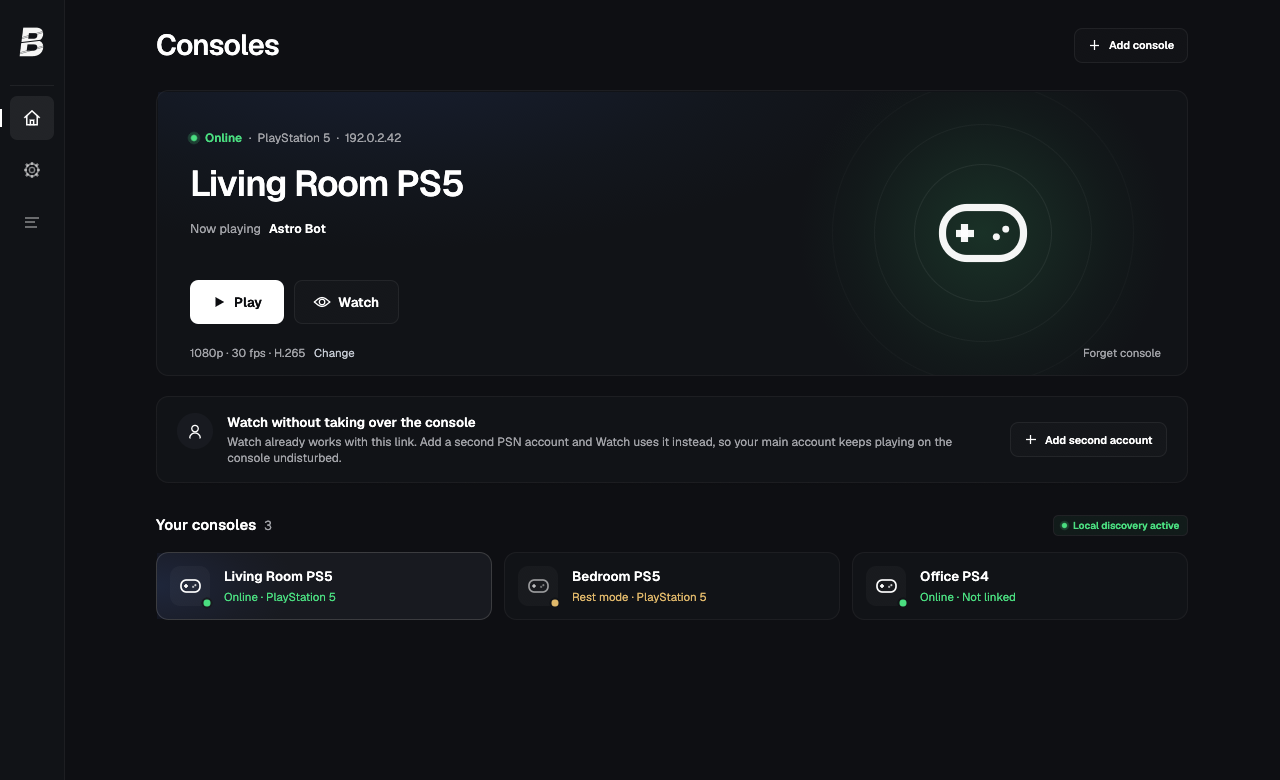 B
Consoles
Add console
Online · PlayStation 5 · 192.0.2.42
Living Room PS5
Now playing Astro Bot
Play
Watch
1080p · 30 fps · H.265 Change
Forget console
Watch without taking over the console
Watch already works with this link. Add a second PSN account and Watch uses it instead, so your main account keeps playing on the
console undisturbed.
Add second account
Your consoles 3
Local discovery active
Living Room PS5
Online · PlayStation 5
Bedroom PS5
Rest mode · PlayStation 5
Office PS4
Online · Not linked